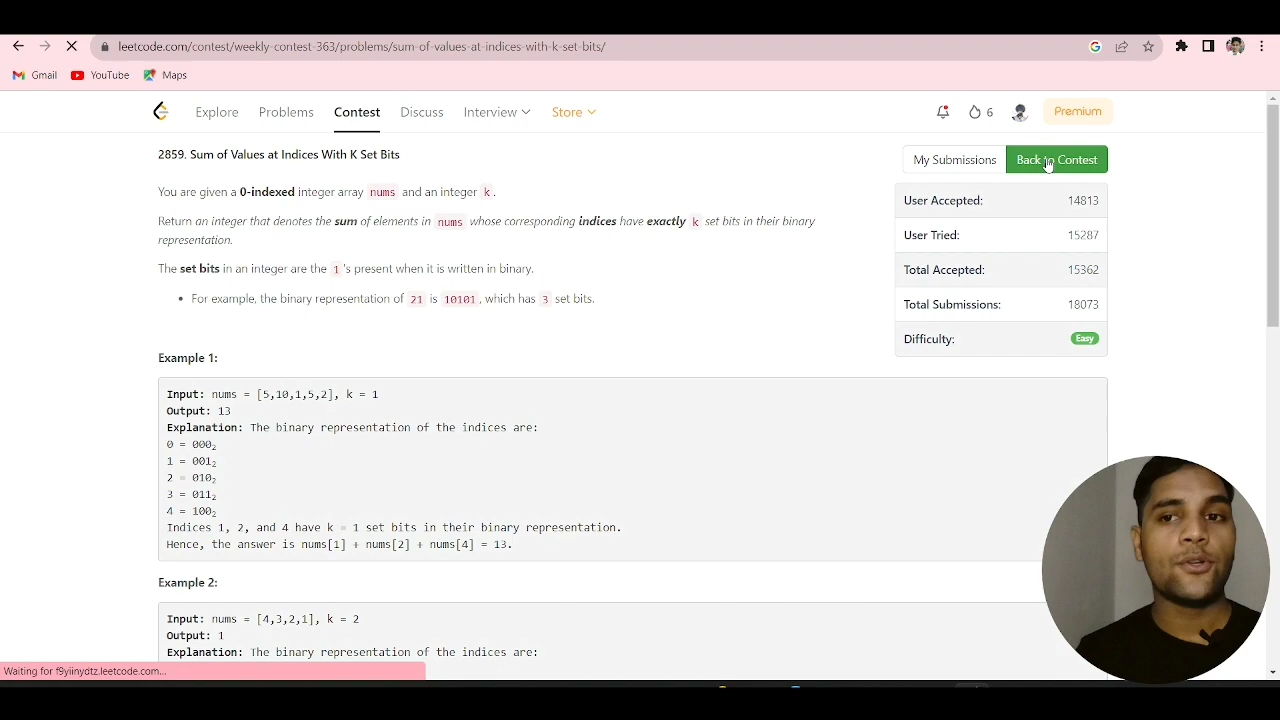 leetcode.com/contest/weekly-contest-363/problems/sum-of-values-at-indices-with-k-set-bits/
Gmail YouTube Maps
Explore Problems Contest Discuss Interview Store 6 Premium
2859. Sum of Values at Indices With K Set Bits
My Submissions Back to Contest
You are given a 0-indexed integer array nums and an integer k.
Return an integer that denotes the sum of elements in nums whose corresponding indices have exactly k set bits in their binary
representation.
The set bits in an integer are the 1's present when it is written in binary.
• For example, the binary representation of 21 is 10101, which has 3 set bits.
User Accepted: 14813
User Tried: 15287
Total Accepted: 15362
Total Submissions: 18073
Difficulty: Easy
Example 1:
Input: nums = [5,10,1,5,2], k = 1
Output: 13
Explanation: The binary representation of the indices are:
0 = 000₂
1 = 001₂
2 = 010₂
3 = 011₂
4 = 100₂
Indices 1, 2, and 4 have k = 1 set bits in their binary representation.
Hence, the answer is nums[1] + nums[2] + nums[4] = 13.
Example 2:
Input: nums = [4,3,2,1], k = 2
Output: 1
Explanation: The binary representation of the indices are:
Waiting for f9yiinydtz.leetcode.com...